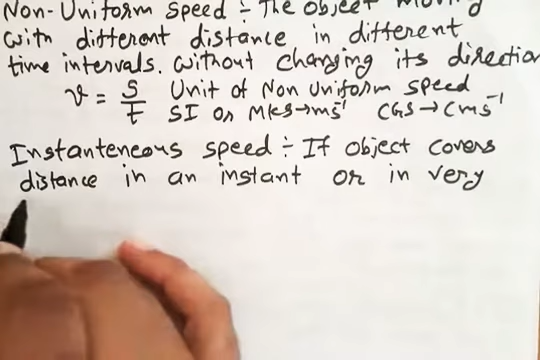 Non-Uniform speed :- The object moving
with different distance in different
time intervals. without changing its direction
v = S/t Unit of Non Uniform speed
SI or MKS→ms⁻¹ CGS→Cms⁻¹
Instanteneous speed :- If object covers
distance in an instant or in very